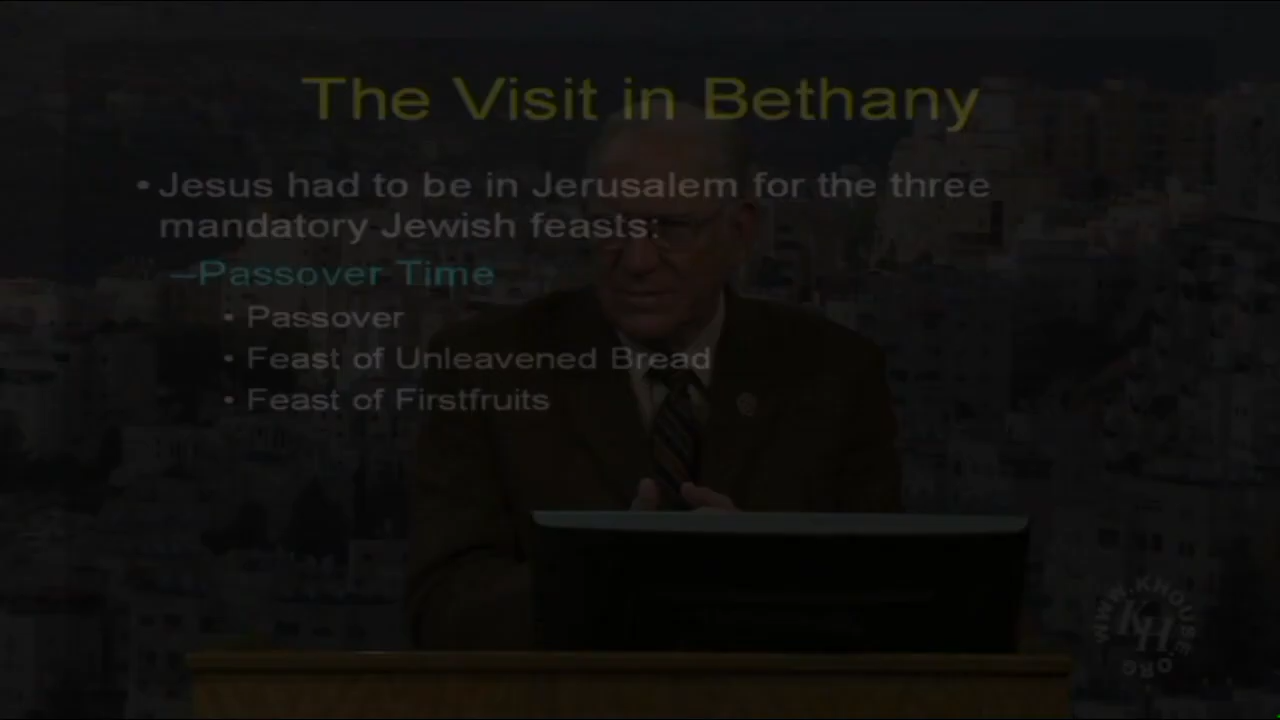 The Visit in Bethany
• Jesus had to be in Jerusalem for the three
mandatory Jewish feasts:
–Passover Time
• Passover
• Feast of Unleavened Bread
• Feast of Firstfruits
WWW.KHOUSE.ORG
KH